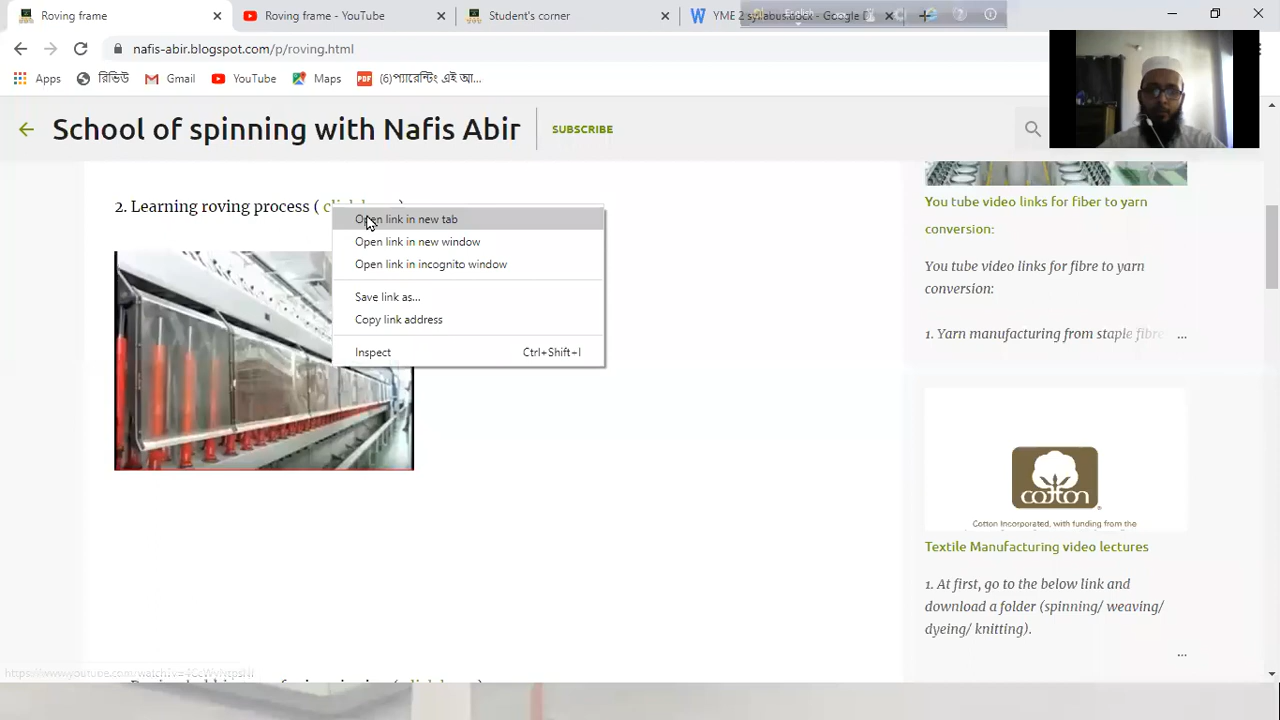 Roving frame
Roving frame - YouTube
Student's corner
YME 2 syllabus.docx - Google
English
nafis-abir.blogspot.com/p/roving.html
Apps
রিভিউ
Gmail
YouTube
Maps
(৬)প্যারেন্টিং এই আ...
School of spinning with Nafis Abir
SUBSCRIBE
2. Learning roving process (
)
Open link in new tab
Open link in new window
Open link in incognito window
Save link as...
Copy link address
Inspect
Ctrl+Shift+I
You tube video links for fiber to yarn
conversion:
You tube video links for fibre to yarn
conversion:
1. Yarn manufacturing from staple fibre
...
cotton
Cotton Incorporated, with funding from the
Textile Manufacturing video lectures
1. At first, go to the below link and
download a folder (spinning/ weaving/
dyeing/ knitting).
...